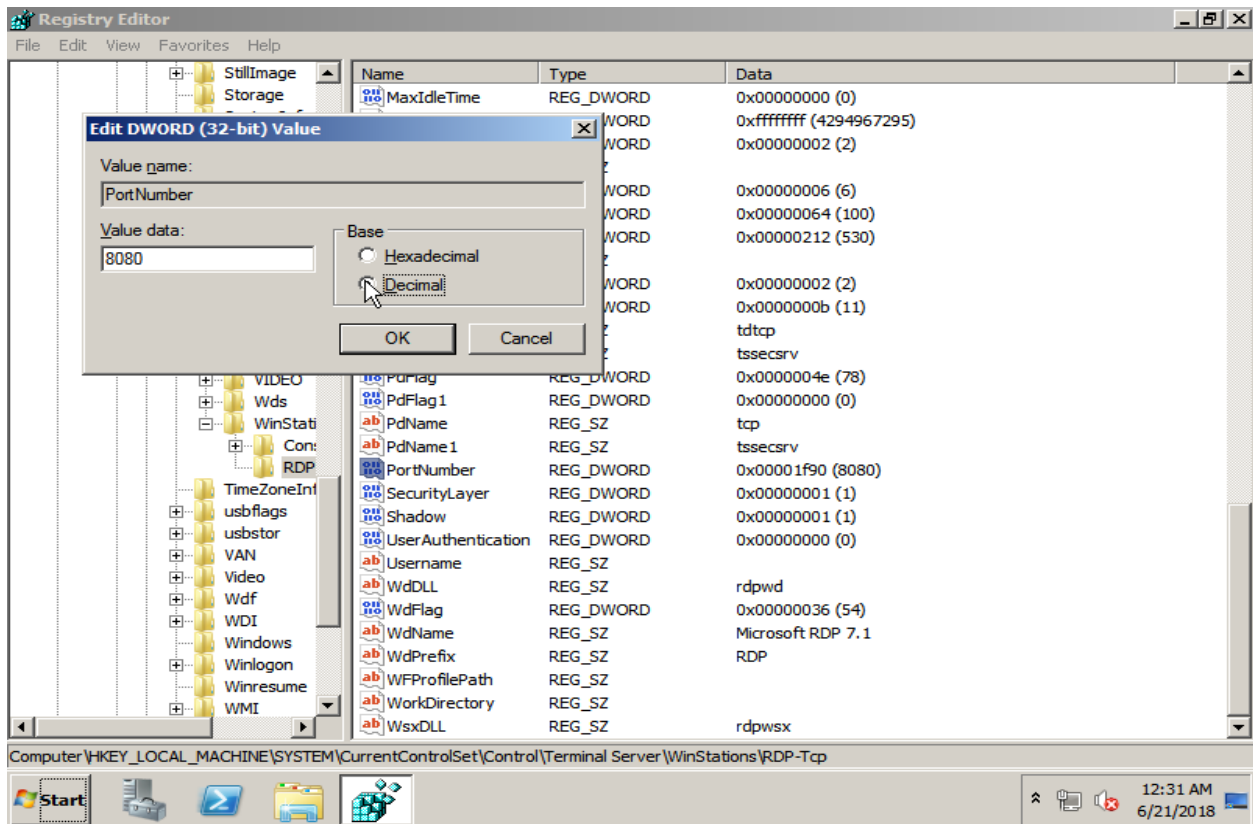 Registry Editor
File Edit View Favorites Help
StillImage
Storage
Name Type Data
MaxIdleTime REG_DWORD 0x00000000 (0)
WORD 0xffffffff (4294967295)
WORD 0x00000002 (2)
Z
WORD 0x00000006 (6)
WORD 0x00000064 (100)
WORD 0x00000212 (530)
Z
WORD 0x00000002 (2)
WORD 0x0000000b (11)
Z tdtcp
Z tssecsrv
Edit DWORD (32-bit) Value
Value name:
PortNumber
Value data:
8080
Base
Hexadecimal
Decimal
OK Cancel
VIDEO
Wds
WinStati
Con
RDP
TimeZoneInf
usbflags
usbstor
VAN
Video
Wdf
WDI
Windows
Winlogon
Winresume
WMI
PdFlag REG_DWORD 0x0000004e (78)
PdFlag1 REG_DWORD 0x00000000 (0)
PdName REG_SZ tcp
PdName1 REG_SZ tssecsrv
PortNumber REG_DWORD 0x00001f90 (8080)
SecurityLayer REG_DWORD 0x00000001 (1)
Shadow REG_DWORD 0x00000001 (1)
UserAuthentication REG_DWORD 0x00000000 (0)
Username REG_SZ
WdDLL REG_SZ rdpwd
WdFlag REG_DWORD 0x00000036 (54)
WdName REG_SZ Microsoft RDP 7.1
WdPrefix REG_SZ RDP
WFProfilePath REG_SZ
WorkDirectory REG_SZ
WsxDLL REG_SZ rdpwsx
Computer\HKEY_LOCAL_MACHINE\SYSTEM\CurrentControlSet\Control\Terminal Server\WinStations\RDP-Tcp
Start
12:31 AM
6/21/2018